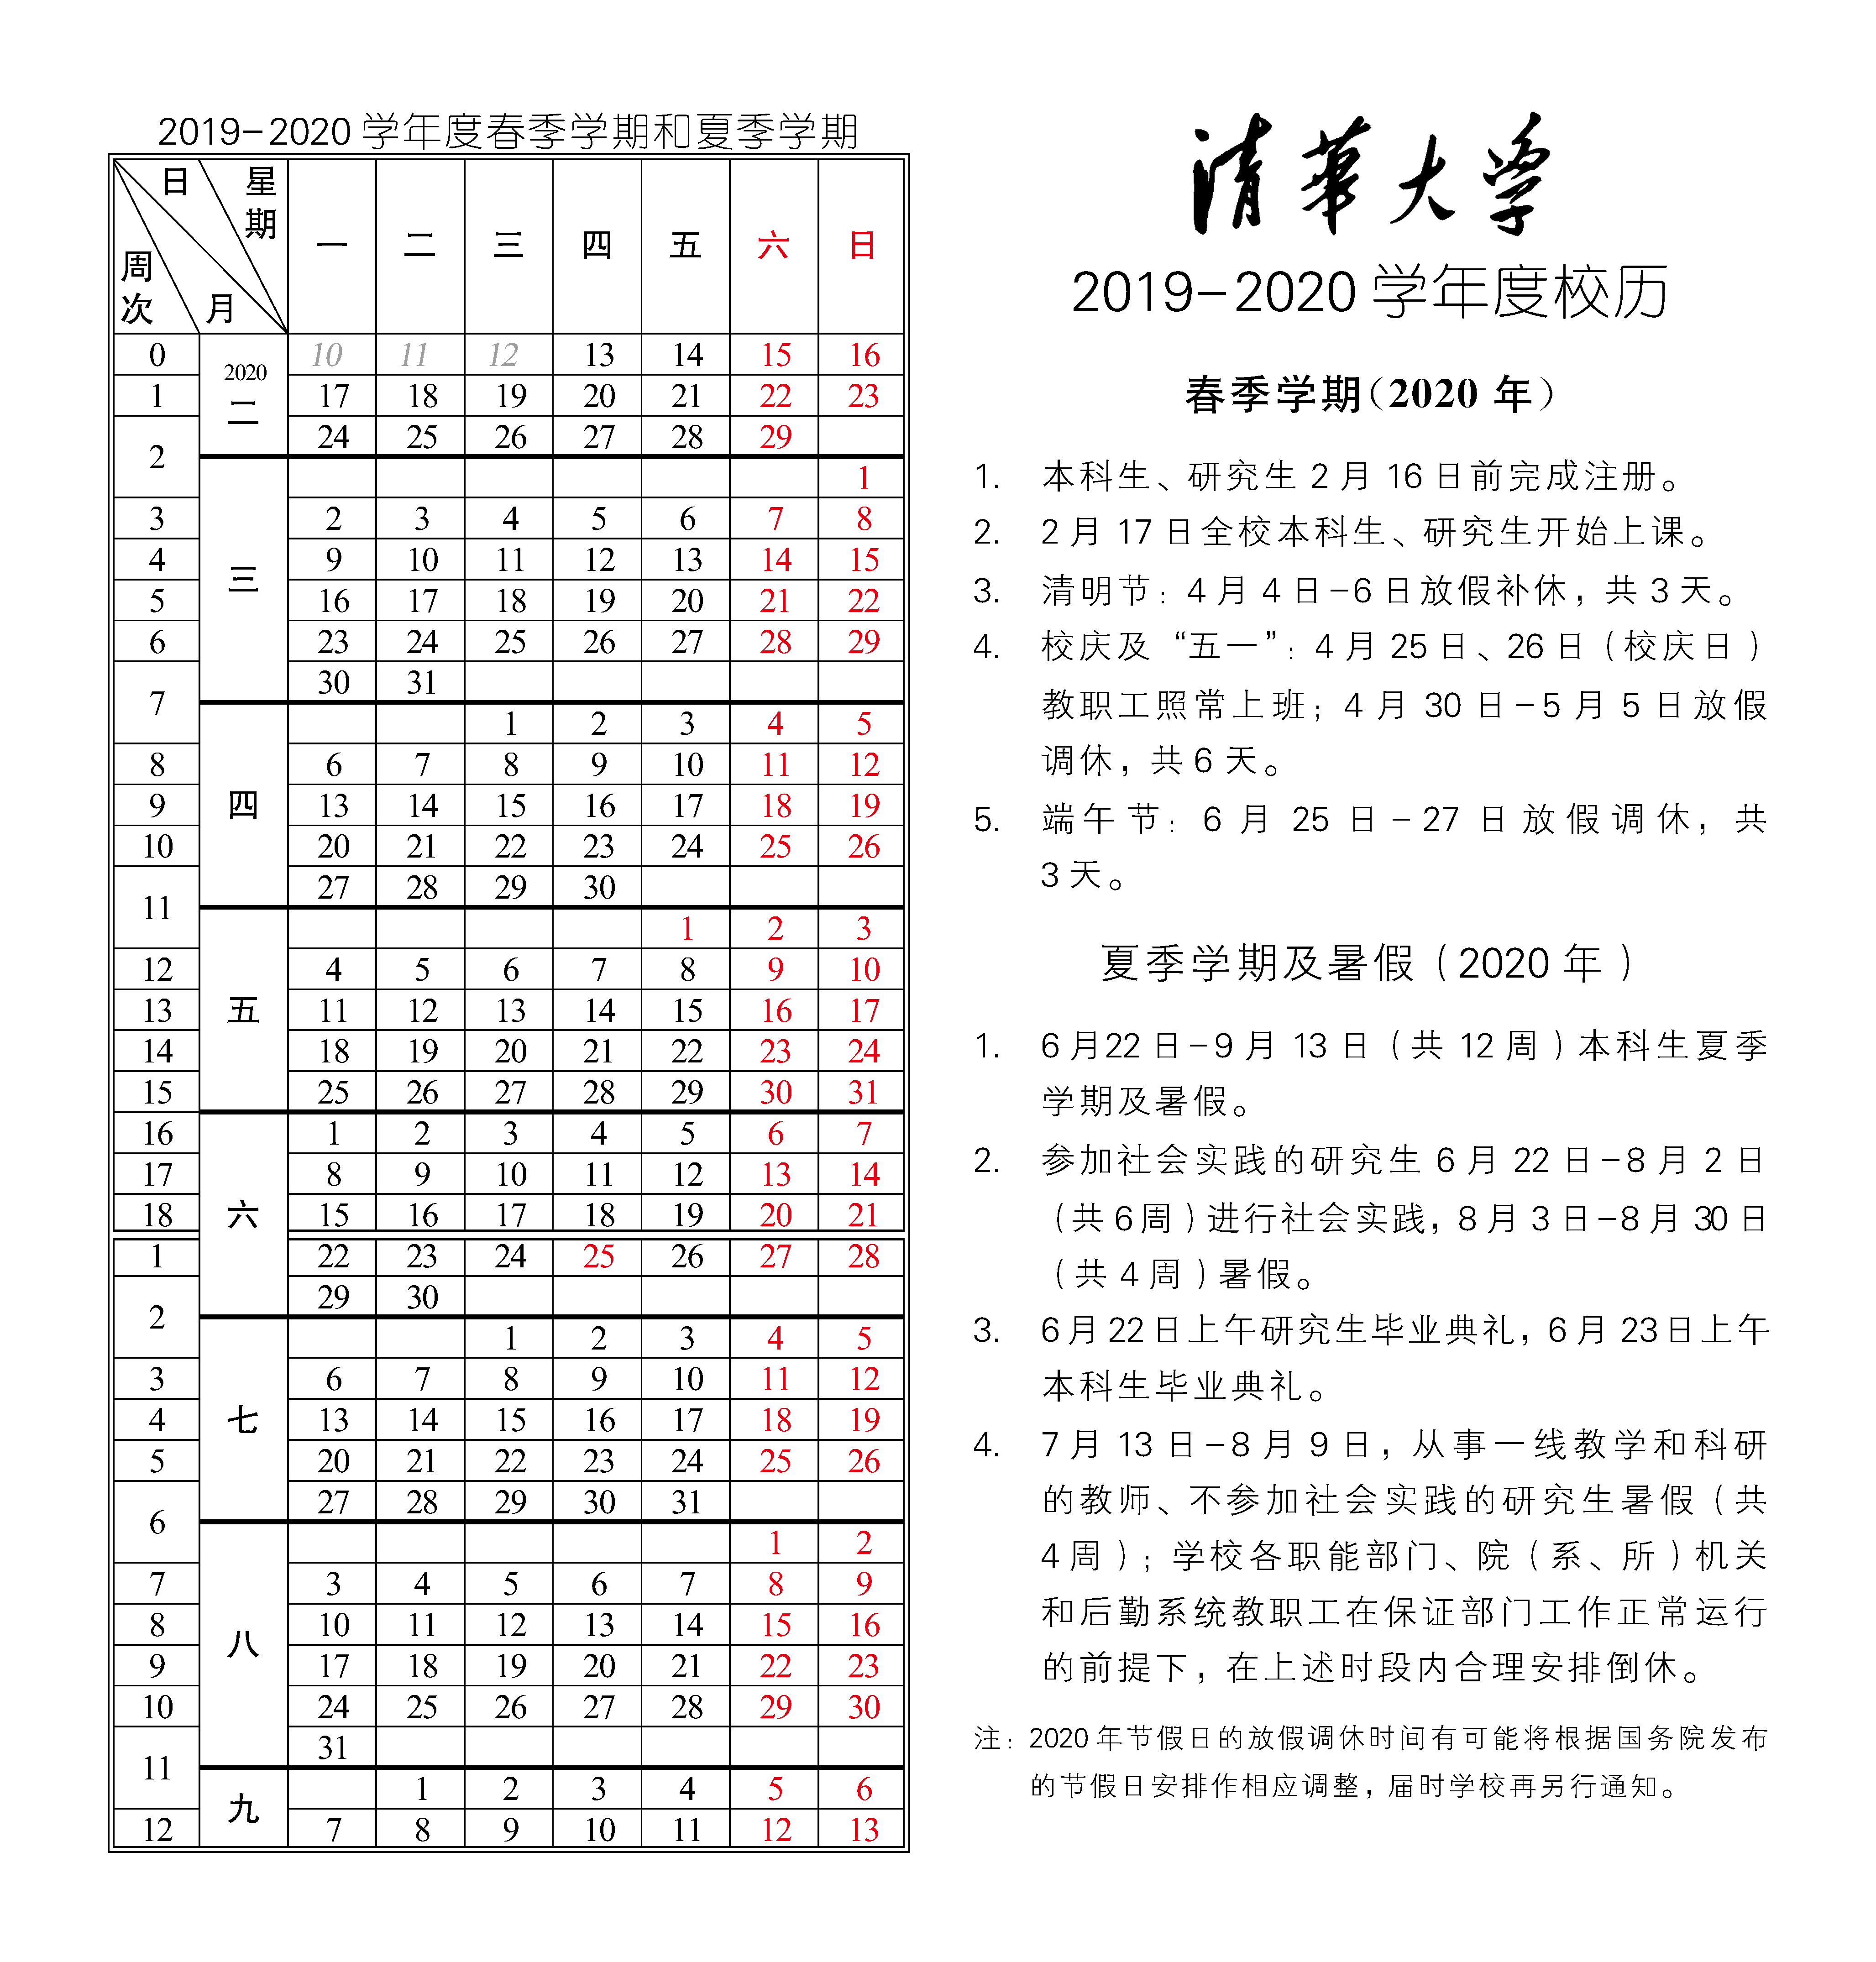 2019-2020 学年度春季学期和夏季学期
日 星期 周次 月 一 二 三 四 五 六 日
0 2020 二 10 11 12 13 14 15 16
1 17 18 19 20 21 22 23
2 24 25 26 27 28 29
三 1
3 2 3 4 5 6 7 8
4 9 10 11 12 13 14 15
5 16 17 18 19 20 21 22
6 23 24 25 26 27 28 29
7 30 31
四 1 2 3 4 5
8 6 7 8 9 10 11 12
9 13 14 15 16 17 18 19
10 20 21 22 23 24 25 26
11 27 28 29 30
五 1 2 3
12 4 5 6 7 8 9 10
13 11 12 13 14 15 16 17
14 18 19 20 21 22 23 24
15 25 26 27 28 29 30 31
16 六 1 2 3 4 5 6 7
17 8 9 10 11 12 13 14
18 15 16 17 18 19 20 21
1 22 23 24 25 26 27 28
2 29 30
七 1 2 3 4 5
3 6 7 8 9 10 11 12
4 13 14 15 16 17 18 19
5 20 21 22 23 24 25 26
6 27 28 29 30 31
八 1 2
7 3 4 5 6 7 8 9
8 10 11 12 13 14 15 16
9 17 18 19 20 21 22 23
10 24 25 26 27 28 29 30
11 31
九 1 2 3 4 5 6
12 7 8 9 10 11 12 13
清華大学
2019-2020 学年度校历
春季学期（2020 年）
1. 本科生、研究生 2 月 16 日前完成注册。
2. 2 月 17 日全校本科生、研究生开始上课。
3. 清明节：4 月 4 日-6 日放假补休，共 3 天。
4. 校庆及“五一”：4 月 25 日、26 日（校庆日）
教职工照常上班；4 月 30 日-5 月 5 日放假
调休，共 6 天。
5. 端午节：6 月 25 日-27 日放假调休，共
3 天。
夏季学期及暑假（2020 年）
1. 6 月22 日-9 月 13 日（共 12 周）本科生夏季
学期及暑假。
2. 参加社会实践的研究生 6 月 22 日-8 月 2 日
（共 6 周）进行社会实践，8 月 3 日-8 月 30 日
（共 4 周）暑假。
3. 6 月 22 日上午研究生毕业典礼，6 月 23 日上午
本科生毕业典礼。
4. 7 月 13 日-8 月 9 日，从事一线教学和科研
的教师、不参加社会实践的研究生暑假（共
4 周）；学校各职能部门、院（系、所）机关
和后勤系统教职工在保证部门工作正常运行
的前提下，在上述时段内合理安排倒休。
注：2020 年节假日的放假调休时间有可能将根据国务院发布
的节假日安排作相应调整，届时学校再另行通知。